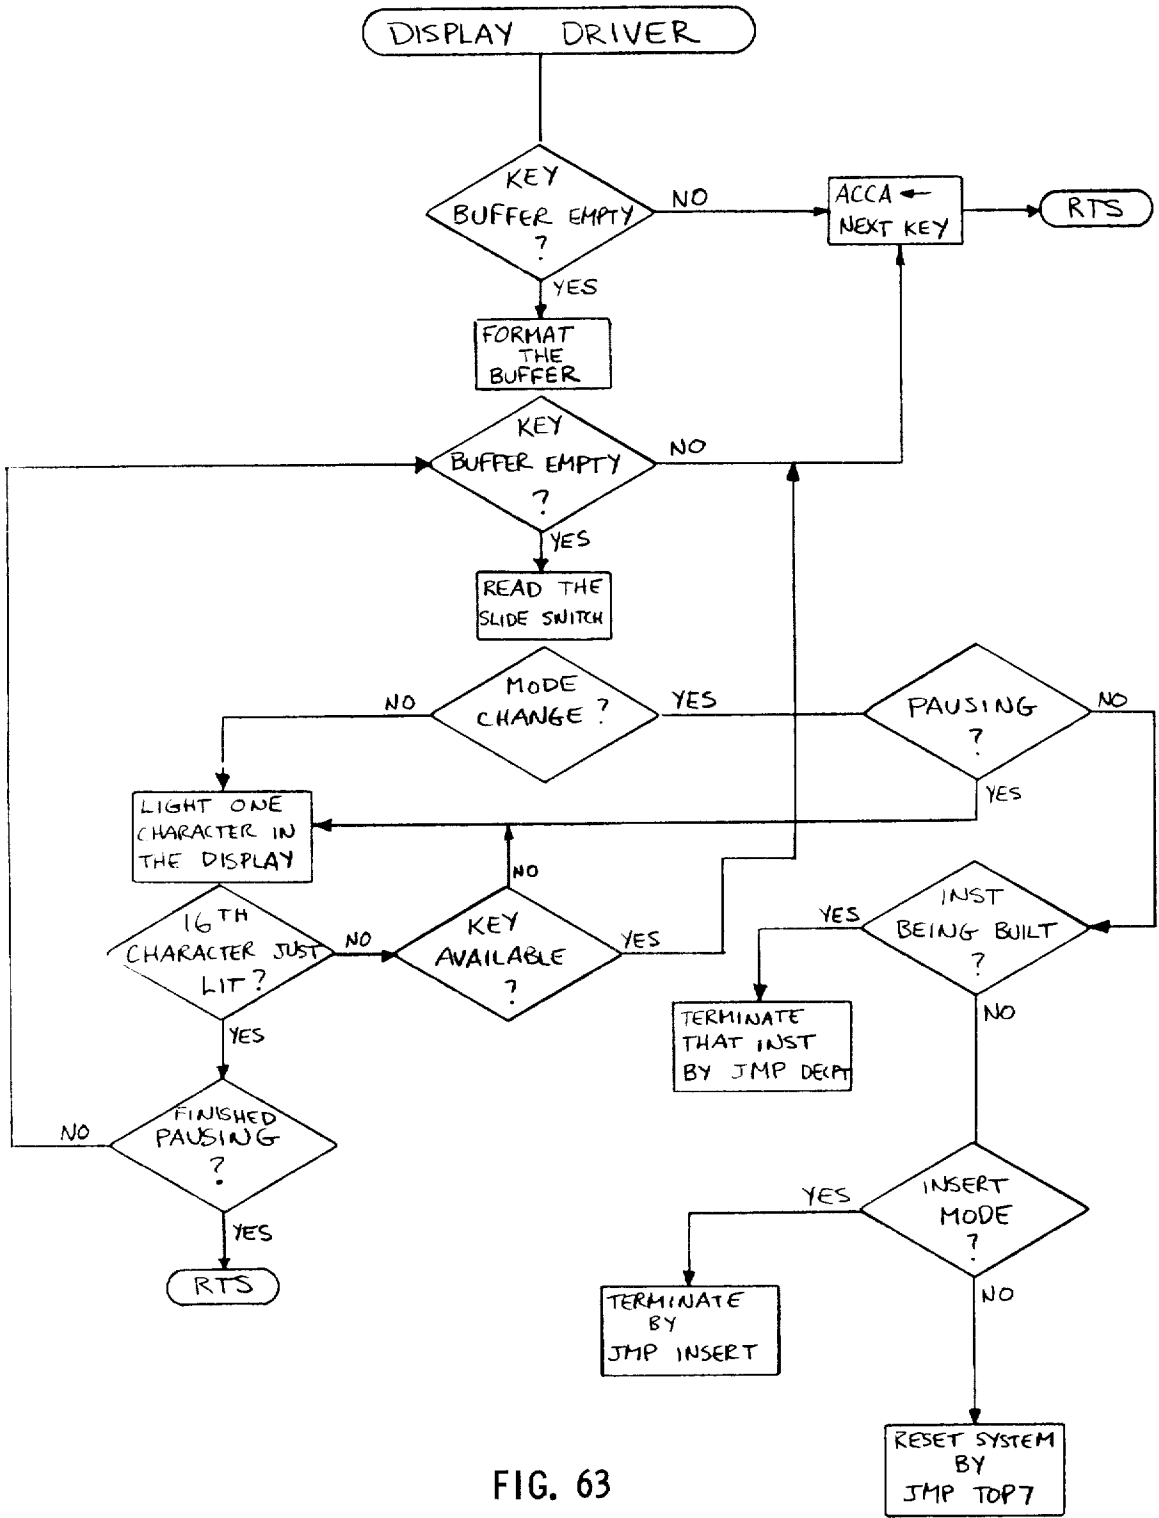 DISPLAY DRIVER
KEY
BUFFER EMPTY
?
NO
ACCA ←
NEXT KEY
RTS
YES
FORMAT
THE
BUFFER
KEY
BUFFER EMPTY
?
NO
YES
READ THE
SLIDE SWITCH
MODE
CHANGE?
NO
YES
PAUSING
?
NO
YES
LIGHT ONE
CHARACTER IN
THE DISPLAY
NO
16TH
CHARACTER JUST
LIT?
NO
KEY
AVAILABLE
?
YES
INST
BEING BUILT
?
YES
NO
TERMINATE
THAT INST
BY JMP DECPT
YES
FINISHED
PAUSING
?
NO
YES
RTS
INSERT
MODE
?
YES
NO
TERMINATE
BY
JMP INSERT
RESET SYSTEM
BY
JMP TOP7
FIG. 63